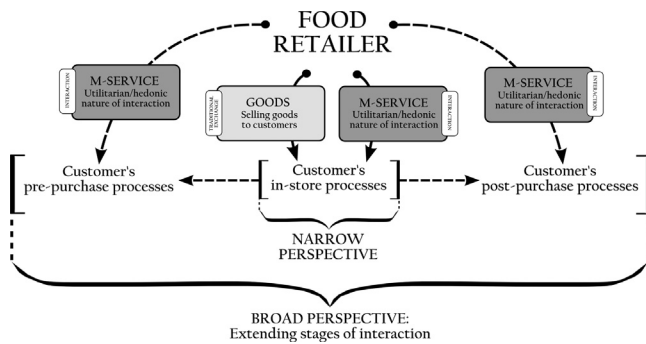 FOOD
RETAILER
INTERACTION
M-SERVICE
Utilitarian/hedonic
nature of interaction
TRADITIONAL
EXCHANGE
GOODS
Selling goods
to customers
M-SERVICE
Utilitarian/hedonic
nature of interaction
INTERACTION
M-SERVICE
Utilitarian/hedonic
nature of interaction
INTERACTION
Customer's
pre-purchase processes
Customer's
in-store processes
Customer's
post-purchase processes
NARROW
PERSPECTIVE
BROAD PERSPECTIVE:
Extending stages of interaction